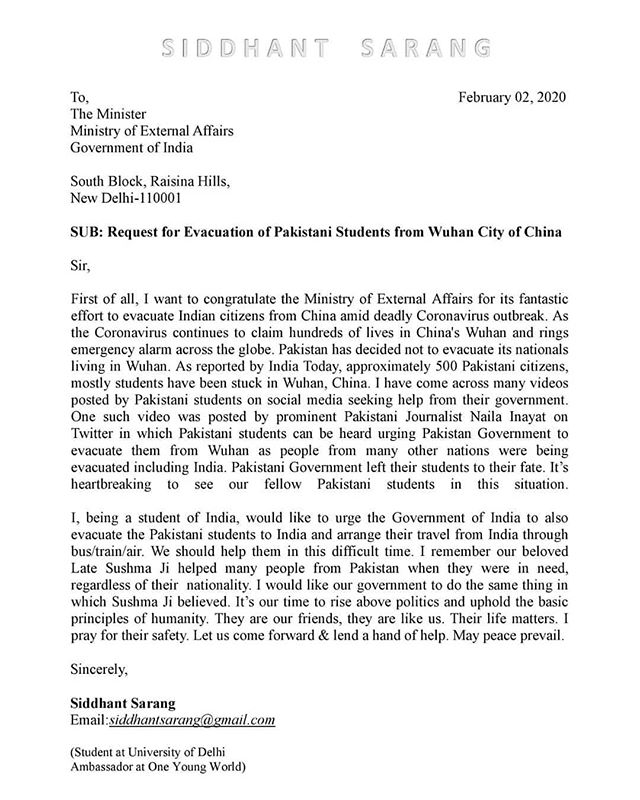 SIDDHANT SARANG
To,
February 02, 2020
The Minister
Ministry of External Affairs
Government of India
South Block, Raisina Hills,
New Delhi-110001
SUB: Request for Evacuation of Pakistani Students from Wuhan City of China
Sir,
First of all, I want to congratulate the Ministry of External Affairs for its fantastic
effort to evacuate Indian citizens from China amid deadly Coronavirus outbreak. As
the Coronavirus continues to claim hundreds of lives in China's Wuhan and rings
emergency alarm across the globe. Pakistan has decided not to evacuate its nationals
living in Wuhan. As reported by India Today, approximately 500 Pakistani citizens,
mostly students have been stuck in Wuhan, China. I have come across many videos
posted by Pakistani students on social media seeking help from their government.
One such video was posted by prominent Pakistani Journalist Naila Inayat on
Twitter in which Pakistani students can be heard urging Pakistan Government to
evacuate them from Wuhan as people from many other nations were being
evacuated including India. Pakistani Government left their students to their fate. It’s
heartbreaking to see our fellow Pakistani students in this situation.
I, being a student of India, would like to urge the Government of India to also
evacuate the Pakistani students to India and arrange their travel from India through
bus/train/air. We should help them in this difficult time. I remember our beloved
Late Sushma Ji helped many people from Pakistan when they were in need,
regardless of their nationality. I would like our government to do the same thing in
which Sushma Ji believed. It’s our time to rise above politics and uphold the basic
principles of humanity. They are our friends, they are like us. Their life matters. I
pray for their safety. Let us come forward & lend a hand of help. May peace prevail.
Sincerely,
Siddhant Sarang
Email:siddhantsarang@gmail.com
(Student at University of Delhi
Ambassador at One Young World)